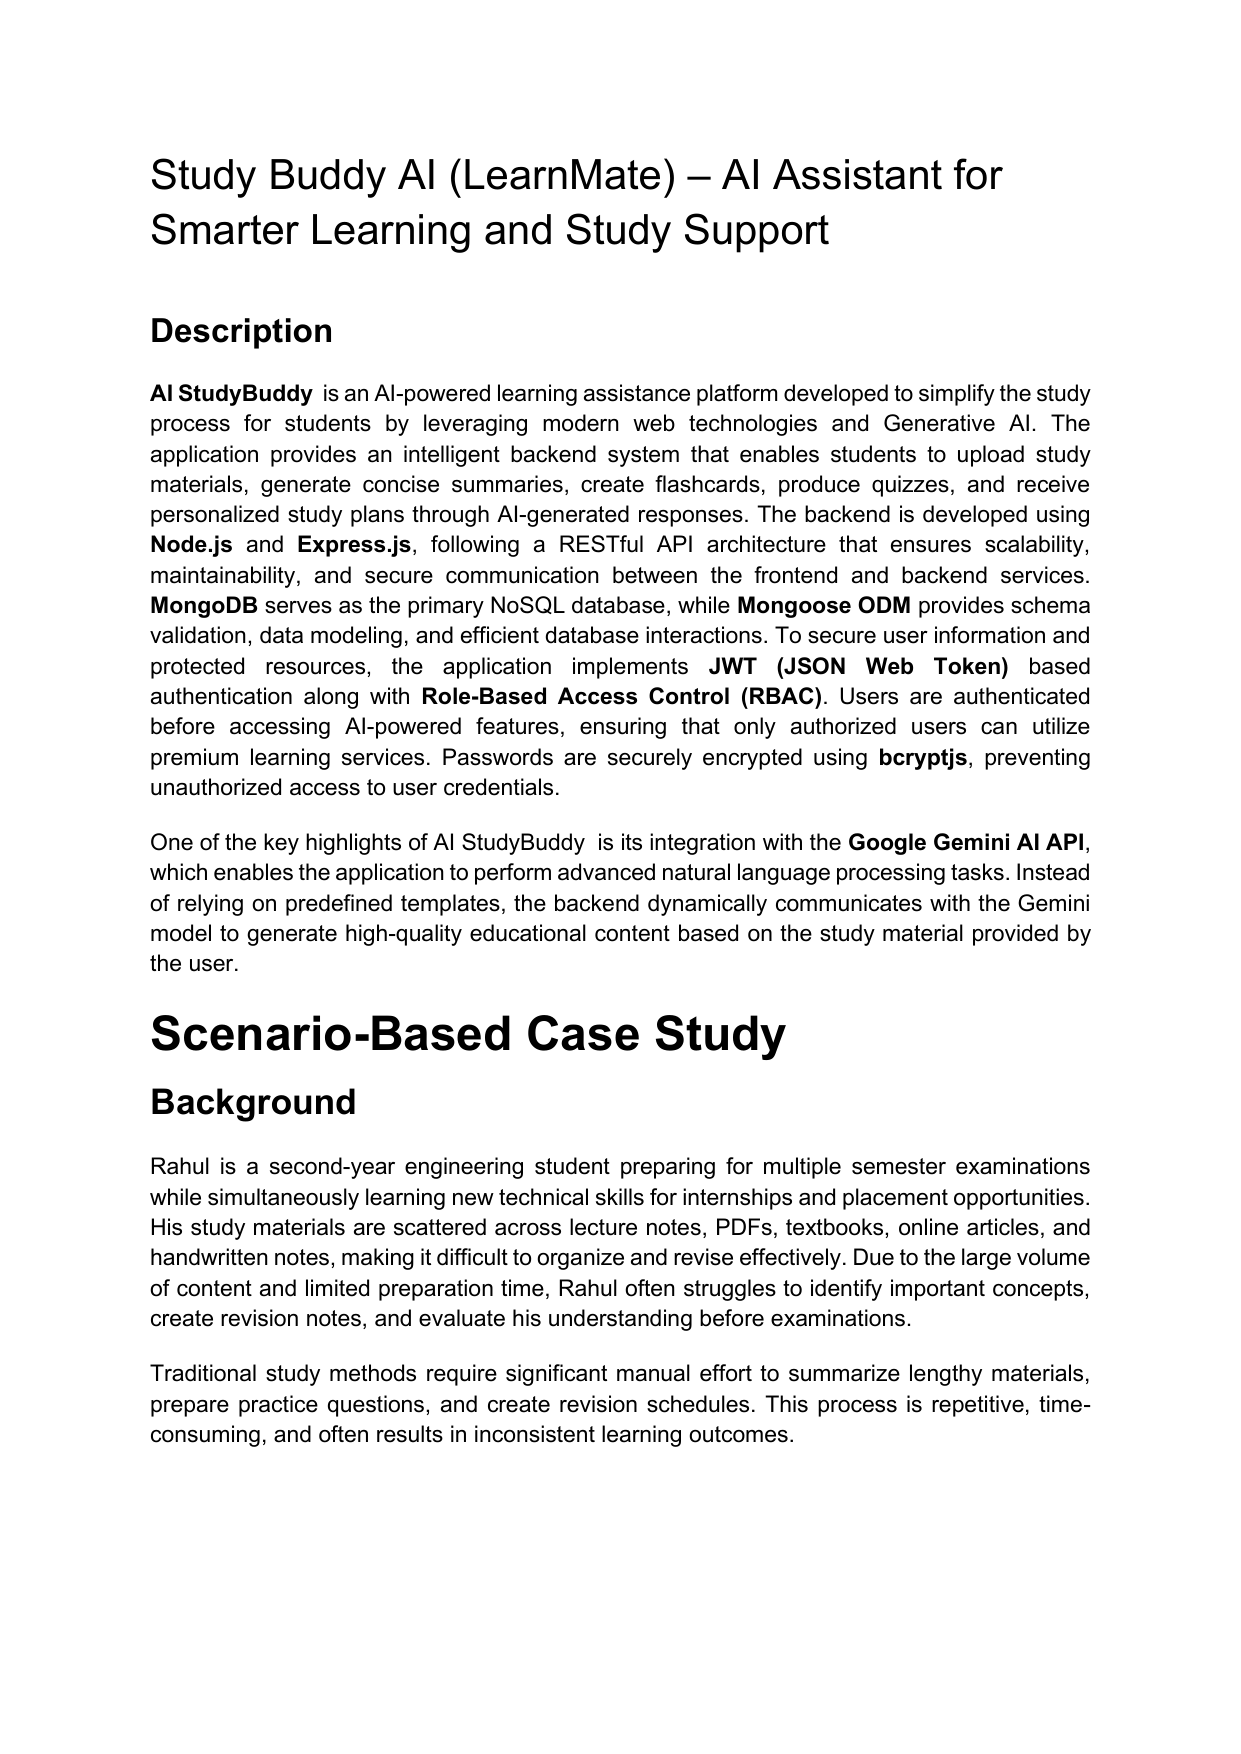 Study Buddy AI (LearnMate) – AI Assistant for
Smarter Learning and Study Support
Description
AI StudyBuddy is an AI-powered learning assistance platform developed to simplify the study
process for students by leveraging modern web technologies and Generative AI. The
application provides an intelligent backend system that enables students to upload study
materials, generate concise summaries, create flashcards, produce quizzes, and receive
personalized study plans through AI-generated responses. The backend is developed using
Node.js and Express.js, following a RESTful API architecture that ensures scalability,
maintainability, and secure communication between the frontend and backend services.
MongoDB serves as the primary NoSQL database, while Mongoose ODM provides schema
validation, data modeling, and efficient database interactions. To secure user information and
protected resources, the application implements JWT (JSON Web Token) based
authentication along with Role-Based Access Control (RBAC). Users are authenticated
before accessing AI-powered features, ensuring that only authorized users can utilize
premium learning services. Passwords are securely encrypted using bcryptjs, preventing
unauthorized access to user credentials.
One of the key highlights of AI StudyBuddy is its integration with the Google Gemini AI API,
which enables the application to perform advanced natural language processing tasks. Instead
of relying on predefined templates, the backend dynamically communicates with the Gemini
model to generate high-quality educational content based on the study material provided by
the user.
Scenario-Based Case Study
Background
Rahul is a second-year engineering student preparing for multiple semester examinations
while simultaneously learning new technical skills for internships and placement opportunities.
His study materials are scattered across lecture notes, PDFs, textbooks, online articles, and
handwritten notes, making it difficult to organize and revise effectively. Due to the large volume
of content and limited preparation time, Rahul often struggles to identify important concepts,
create revision notes, and evaluate his understanding before examinations.
Traditional study methods require significant manual effort to summarize lengthy materials,
prepare practice questions, and create revision schedules. This process is repetitive, time-
consuming, and often results in inconsistent learning outcomes.